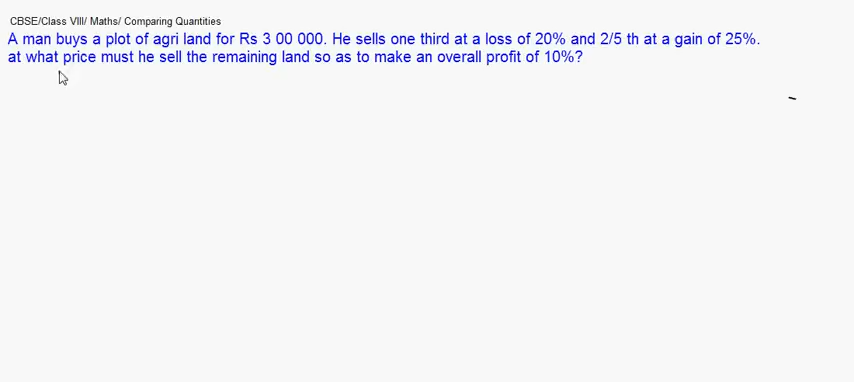 CBSE/Class VIII/ Maths/ Comparing Quantities
A man buys a plot of agri land for Rs 3 00 000. He sells one third at a loss of 20% and 2/5 th at a gain of 25%.
at what price must he sell the remaining land so as to make an overall profit of 10%?